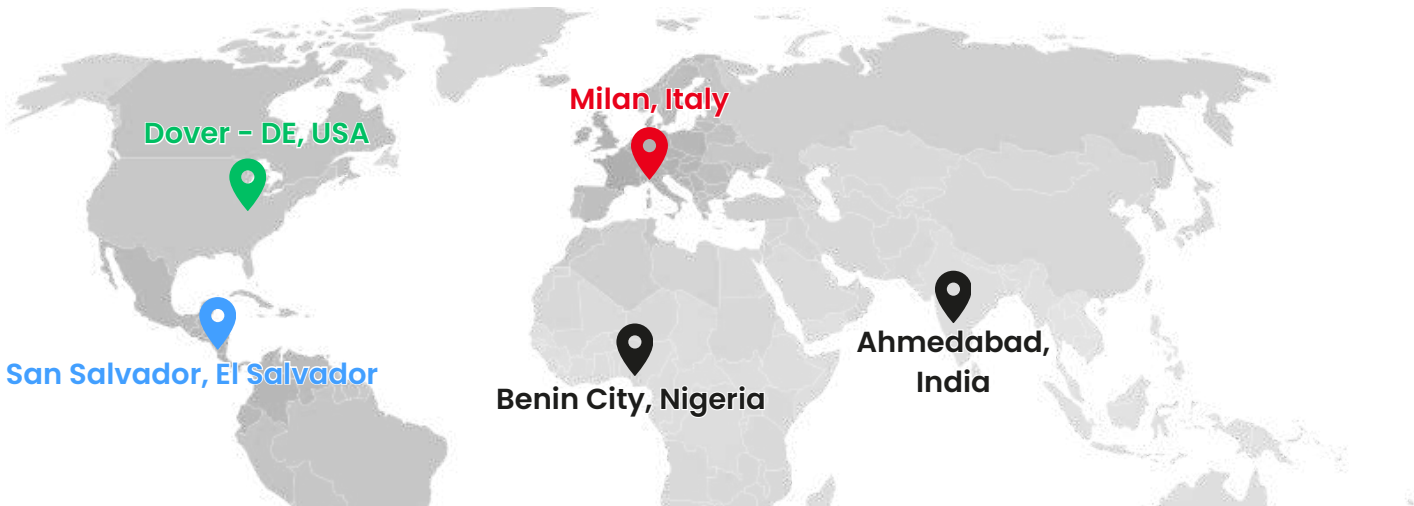 Milan, Italy
Dover - DE, USA
San Salvador, El Salvador
Benin City, Nigeria
Ahmedabad,
India